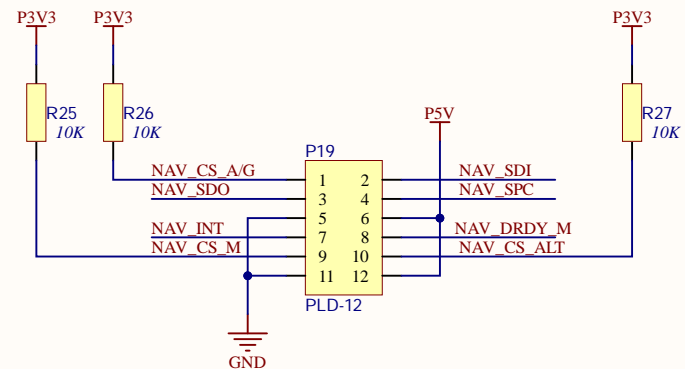 P3V3 P3V3 P3V3
R25 R26 R27
10K 10K 10K
P5V
P19
NAV_CS_A/G 1 2 NAV_SDI
NAV_SDO 3 4 NAV_SPC
5 6
NAV_INT 7 8 NAV_DRDY_M
NAV_CS_M 9 10 NAV_CS_ALT
11 12
PLD-12
GND